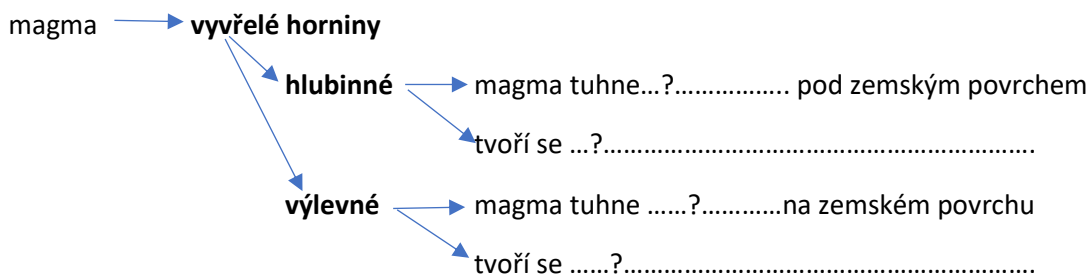 magma vyvřelé horniny
hlubinné magma tuhne…?…………….. pod zemským povrchem
tvoří se …?……………………………………………………….
výlevné magma tuhne ……?…………na zemském povrchu
tvoří se ……?…………………………………………………….